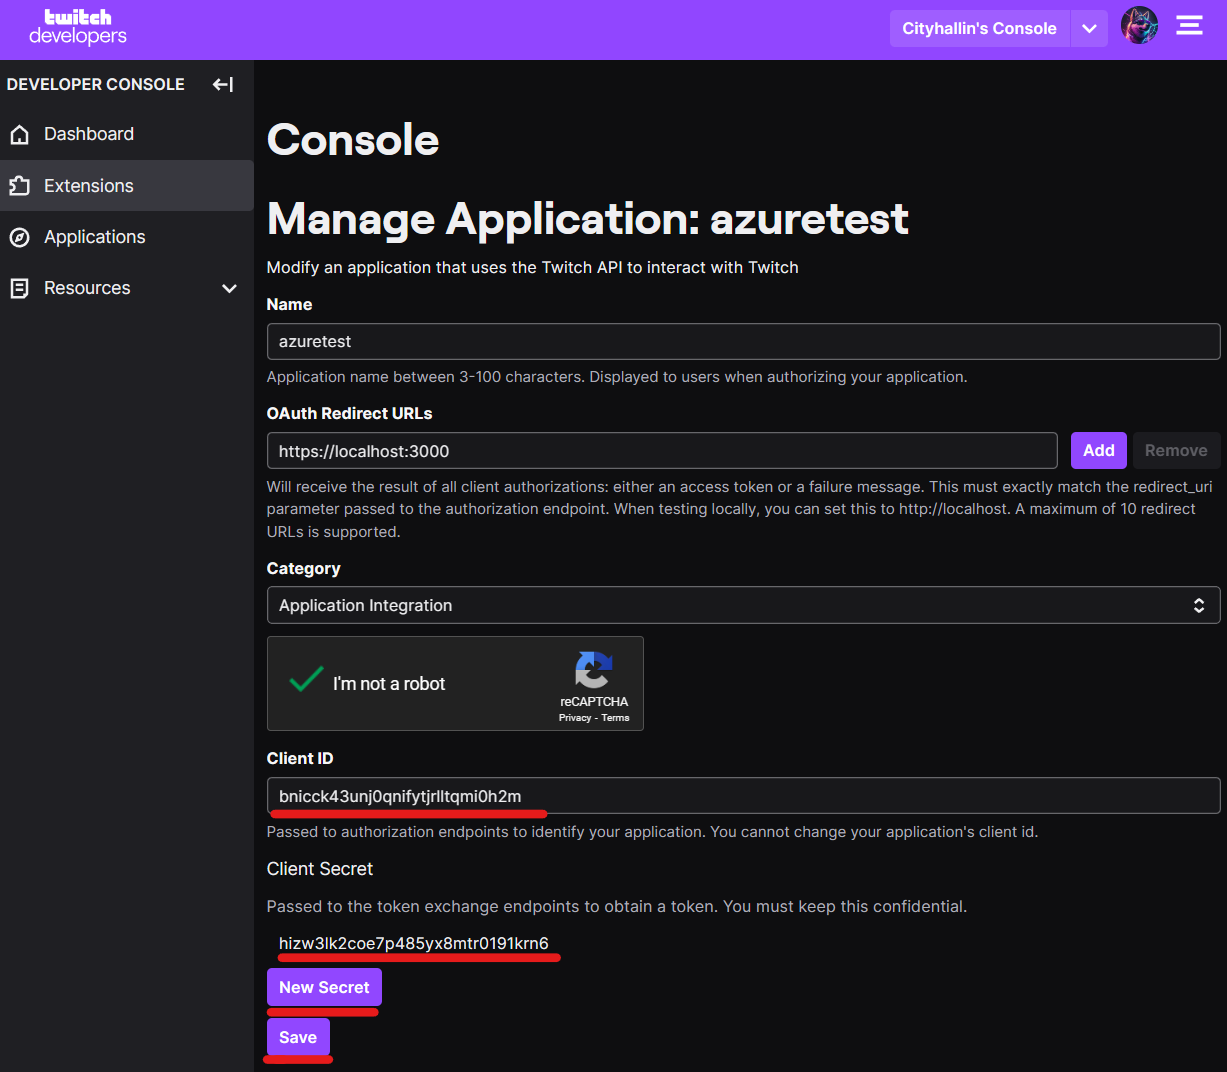 twitch
developers
Cityhallin's Console
DEVELOPER CONSOLE
Dashboard
Extensions
Applications
Resources
Console
Manage Application: azuretest
Modify an application that uses the Twitch API to interact with Twitch
Name
azuretest
Application name between 3-100 characters. Displayed to users when authorizing your application.
OAuth Redirect URLs
https://localhost:3000
Add
Remove
Will receive the result of all client authorizations: either an access token or a failure message. This must exactly match the redirect_uri
parameter passed to the authorization endpoint. When testing locally, you can set this to http://localhost. A maximum of 10 redirect
URLs is supported.
Category
Application Integration
I'm not a robot
reCAPTCHA
Privacy - Terms
Client ID
bnicck43unj0qnifytjrlltqmi0h2m
Passed to authorization endpoints to identify your application. You cannot change your application's client id.
Client Secret
Passed to the token exchange endpoints to obtain a token. You must keep this confidential.
hizw3lk2coe7p485yx8mtr0191krn6
New Secret
Save